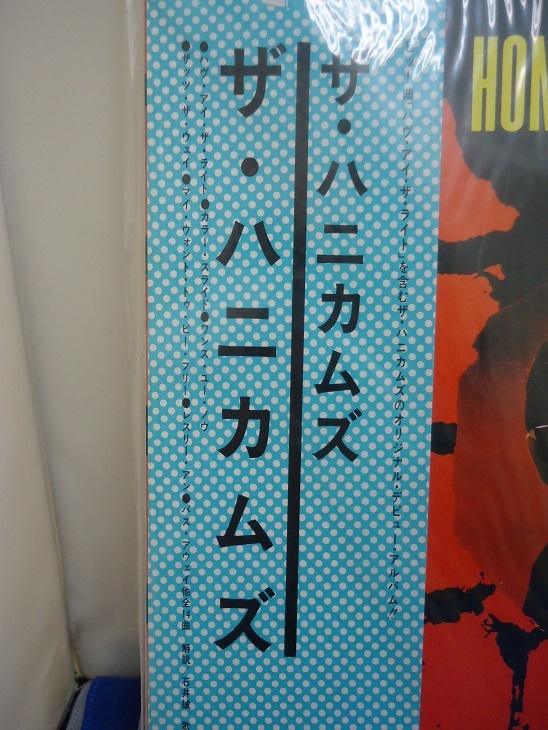 HON
ット曲「ハヴ・アイ・ザ・ライト」を含むザ・ハニカムズのオリジナル・デビュー・アルバム!!
ザ・ハニカムズ
ザ・ハニカムズ
●ハヴ・アイ・ザ・ライト●カラー・スライド●ワンス・ユー・ノウ
●ザッツ・ザ・ウェイ●マイ・ウォント・トゥ・ビー・フリー●レスリー・アン●パス・アウェイ他全14曲 解説:石井誠